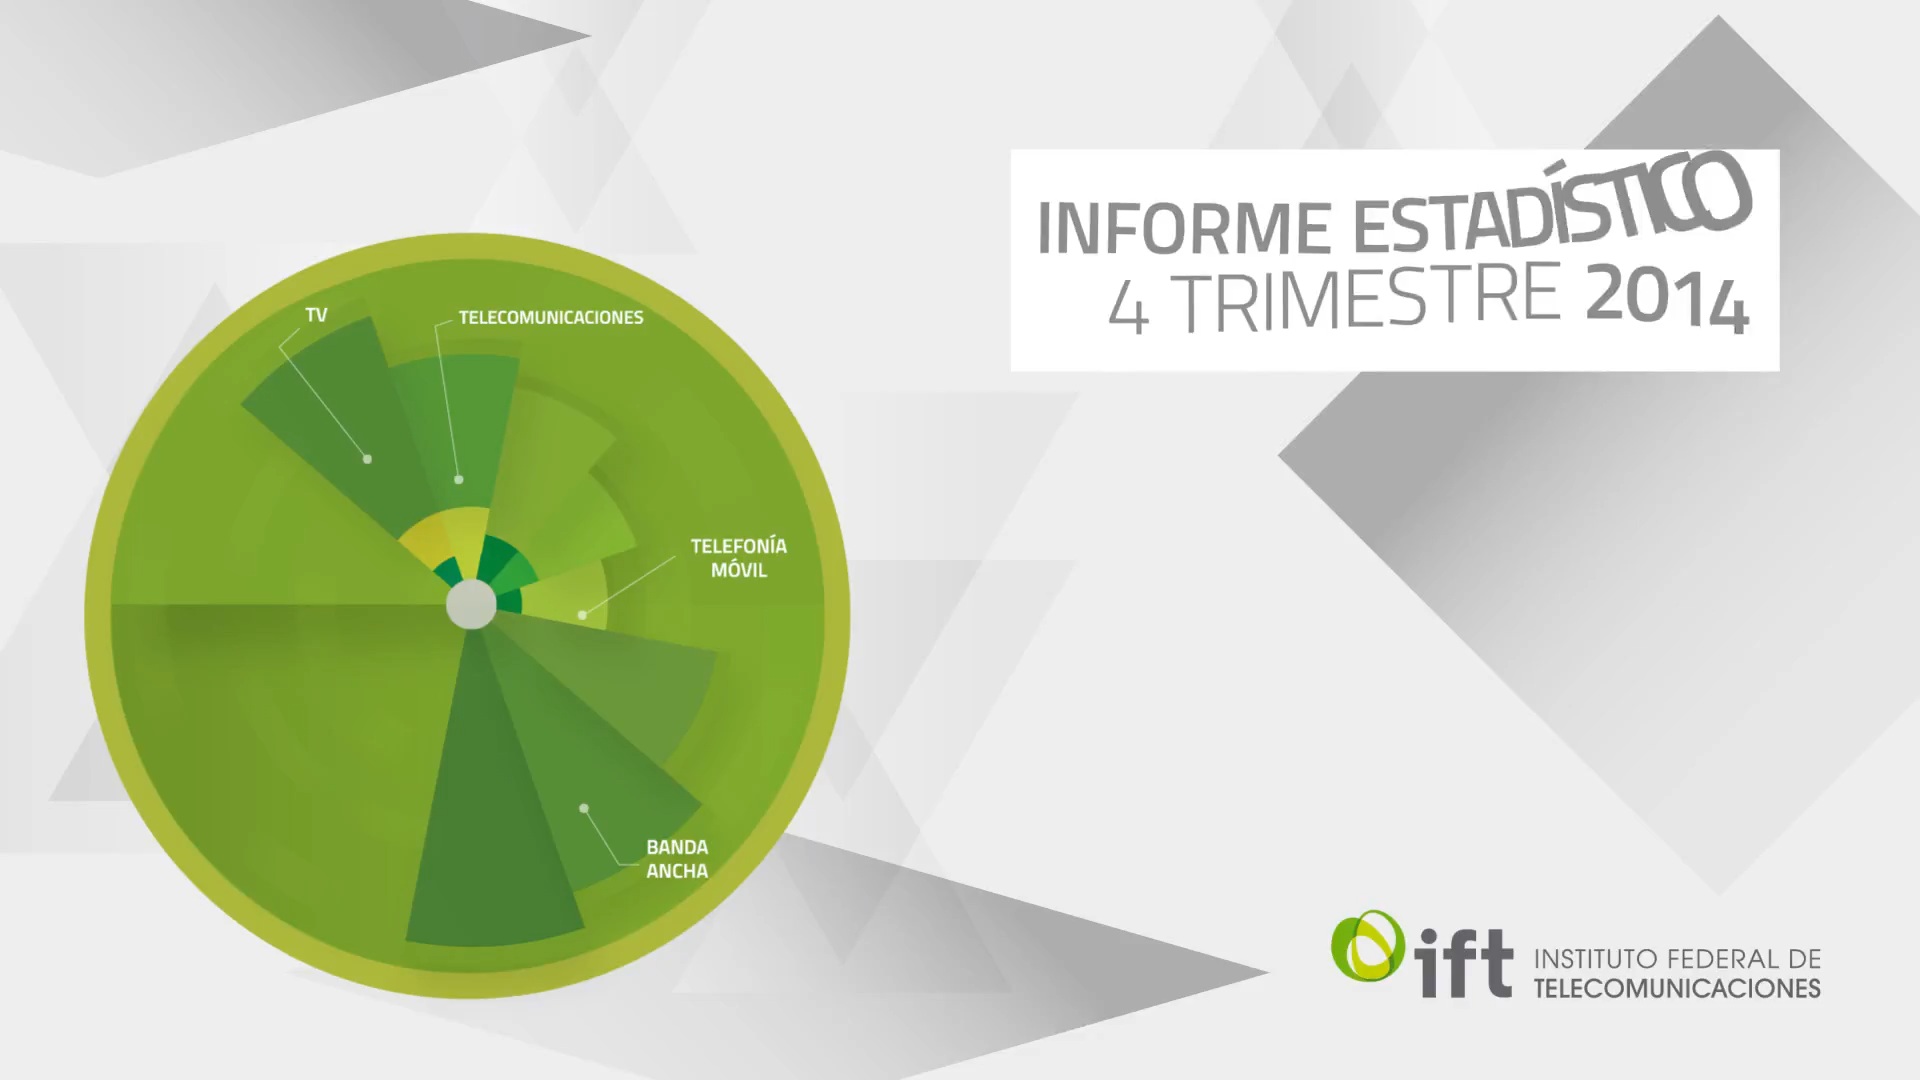 INFORME ESTADÍSTICO
4 TRIMESTRE 2014
TV
TELECOMUNICACIONES
TELEFONÍA
MÓVIL
BANDA
ANCHA
ift
INSTITUTO FEDERAL DE
TELECOMUNICACIONES